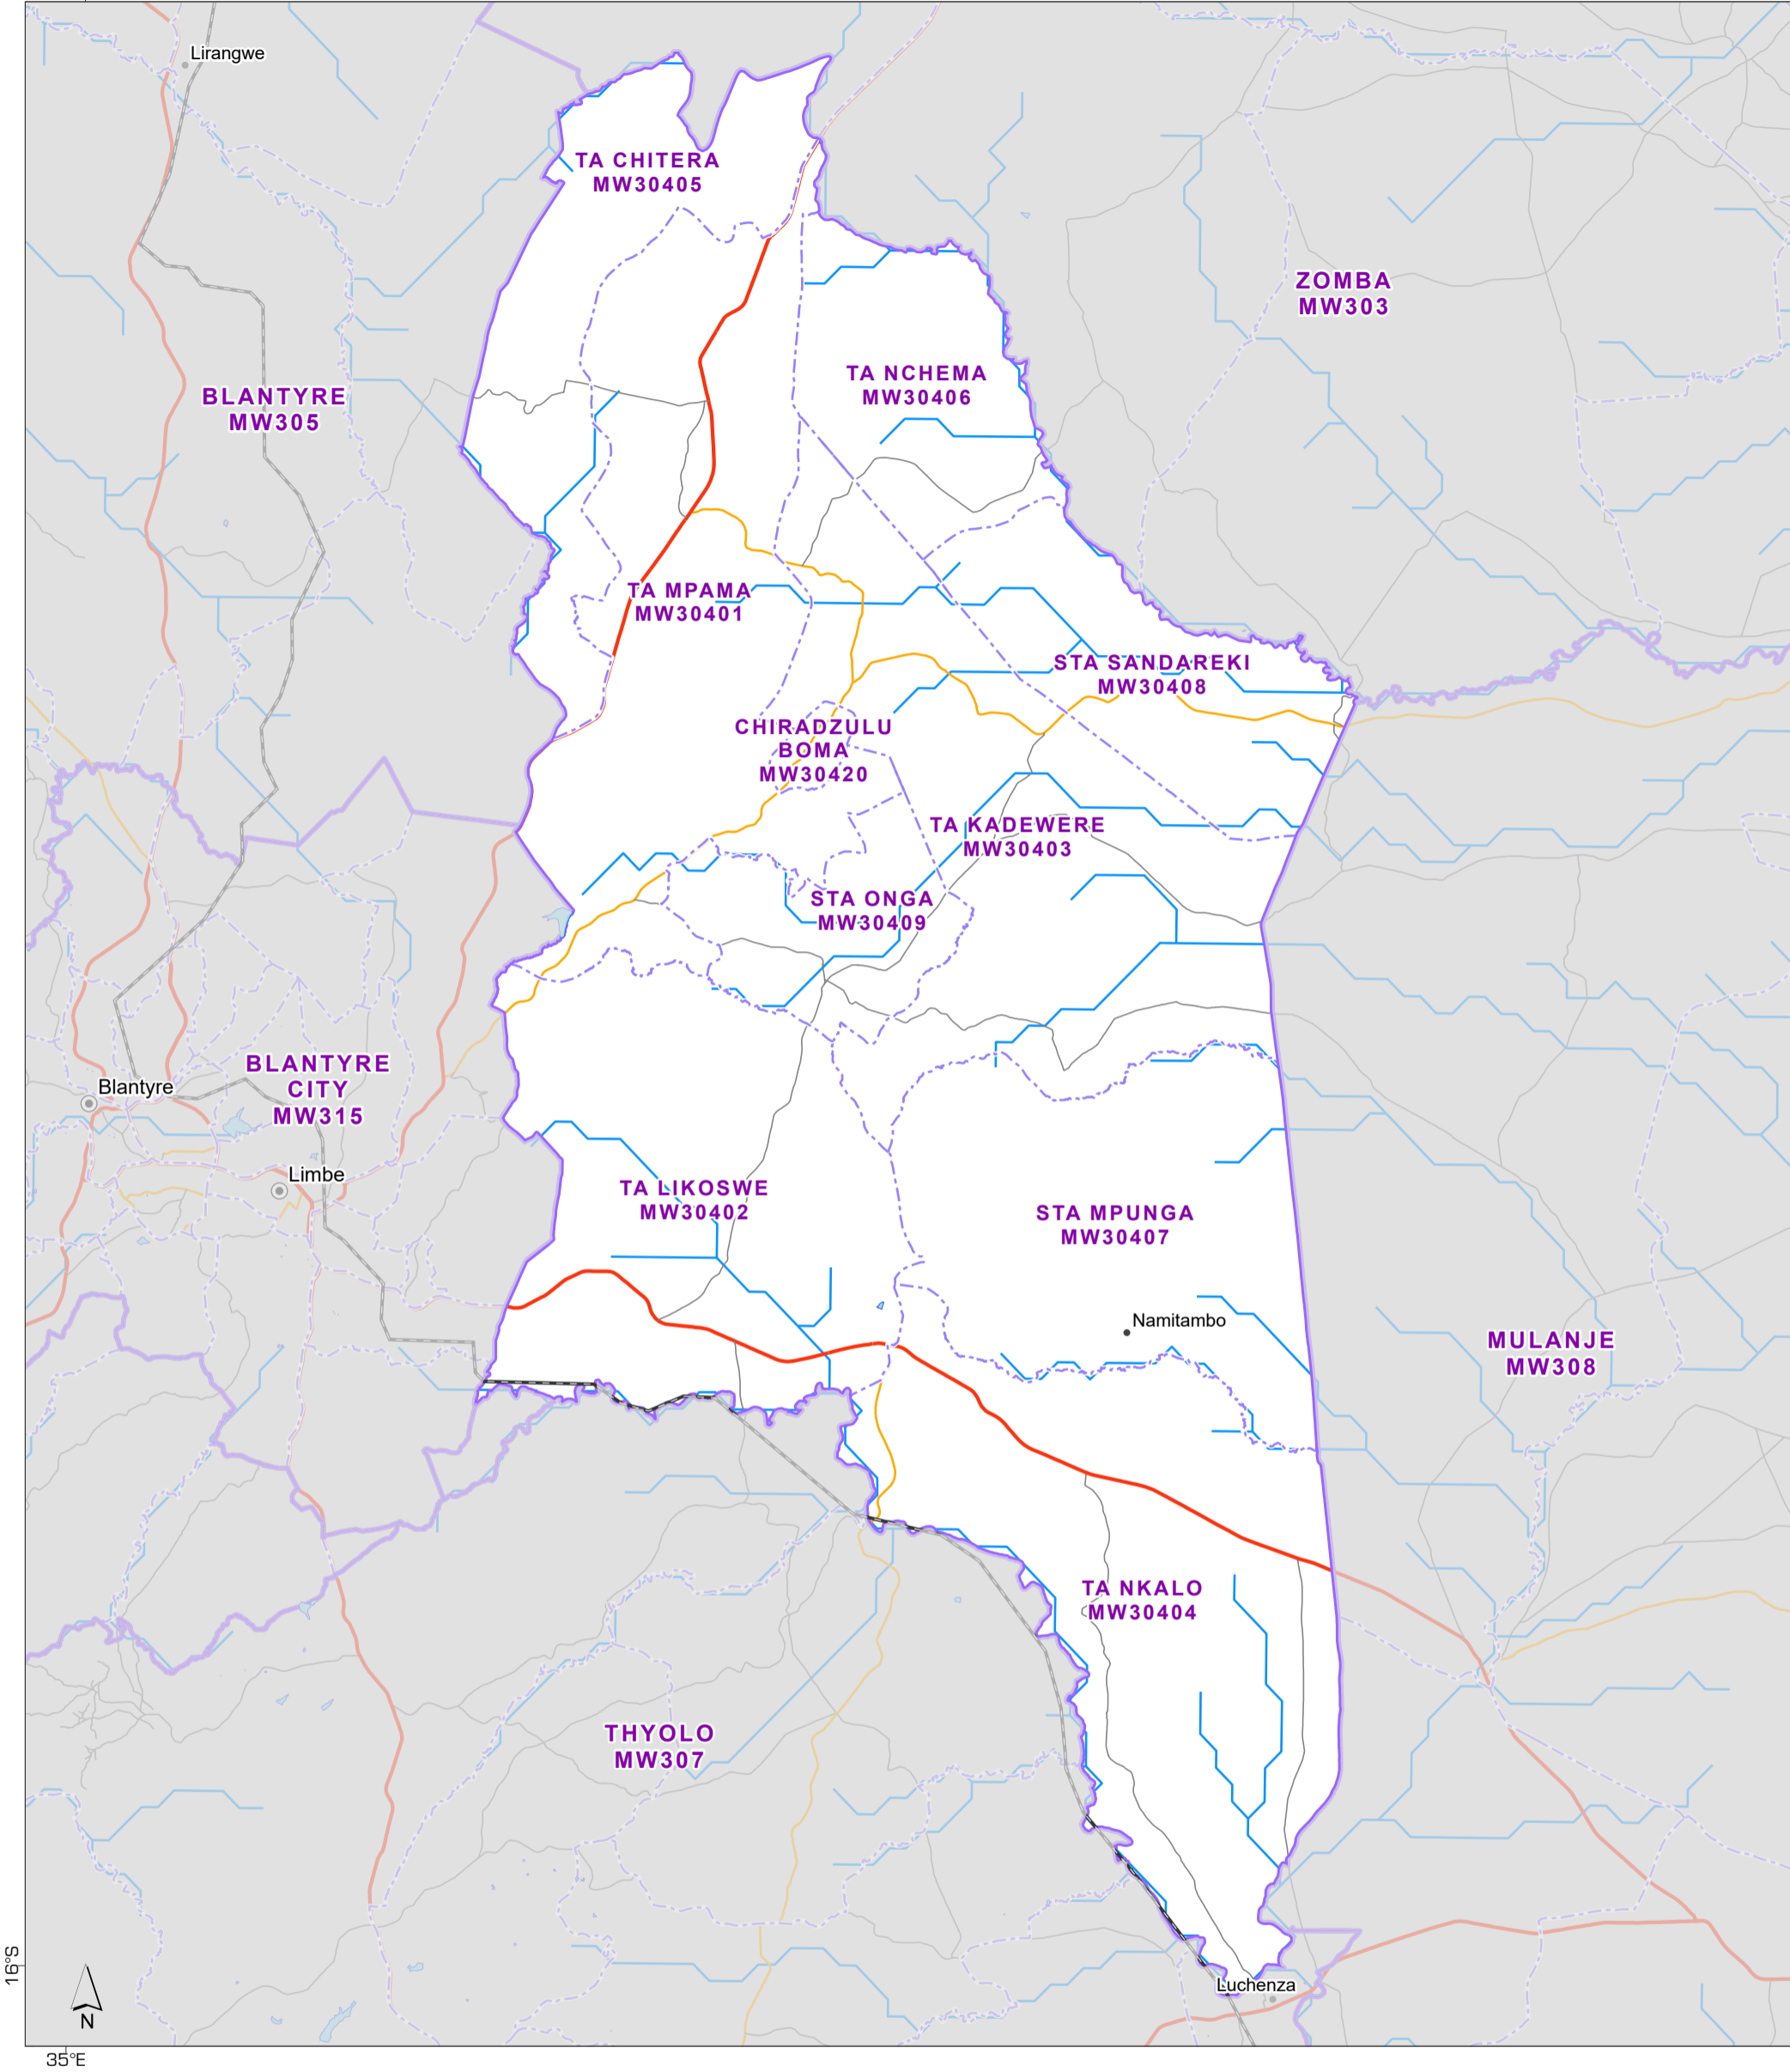 Lirangwe
TA CHITERA
MW30405
ZOMBA
MW303
TA NCHEMA
MW30406
BLANTYRE
MW305
TA MPAMA
MW30401
STA SANDAREKI
MW30408
CHIRADZULU
BOMA
MW30420
TA KADEWERE
MW30403
STA ONGA
MW30409
BLANTYRE
CITY
MW315
Blantyre
Limbe
TA LIKOSWE
MW30402
STA MPUNGA
MW30407
Namitambo
MULANJE
MW308
TA NKALO
MW30404
THYOLO
MW307
16°S
Luchenza
N
35°E